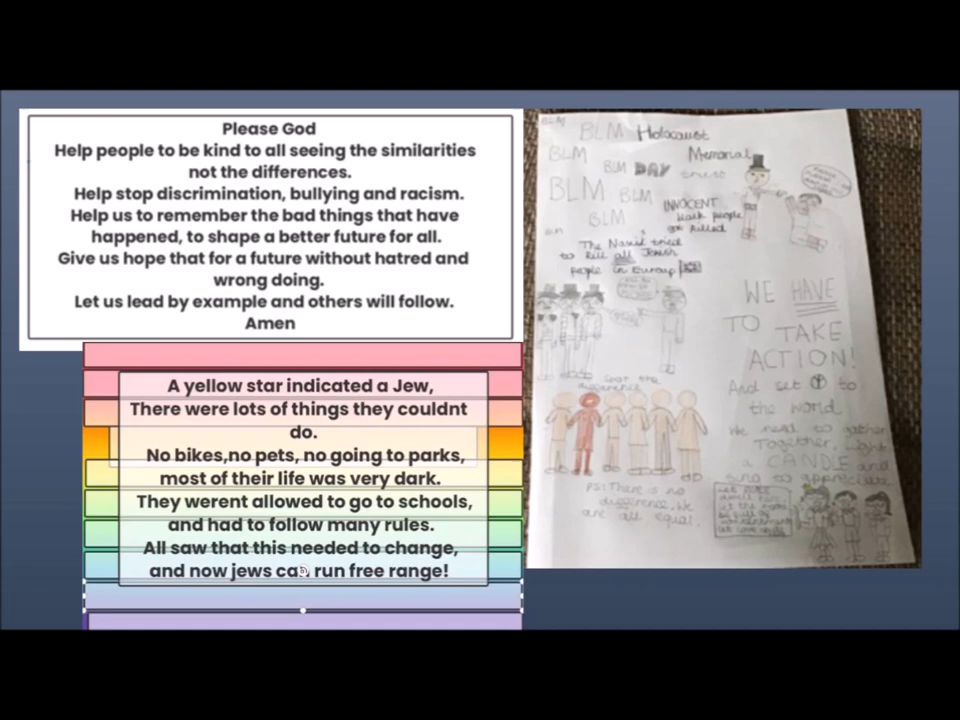 Please God
Help people to be kind to all seeing the similarities
not the differences.
Help stop discrimination, bullying and racism.
Help us to remember the bad things that have
happened, to shape a better future for all.
Give us hope that for a future without hatred and
wrong doing.
Let us lead by example and others will follow.
Amen
A yellow star indicated a Jew,
There were lots of things they couldnt
do.
No bikes,no pets, no going to parks,
most of their life was very dark.
They werent allowed to go to schools,
and had to follow many rules.
All saw that this needed to change,
and now jews can run free range!
BLM
BLM Holocaust
BLM
BLM DAY Memorial
trust
BLM BLM
BLM
INNOCENT
black people
got killed
to kill all Jewish
people in Europ
WE HAVE
TO TAKE
ACTION!
And set to
the world
We need to gather
Together, light
a CANDLE and
sing to appreciate
Spot the
difference
PS: There is no
difference. We
are all equal.